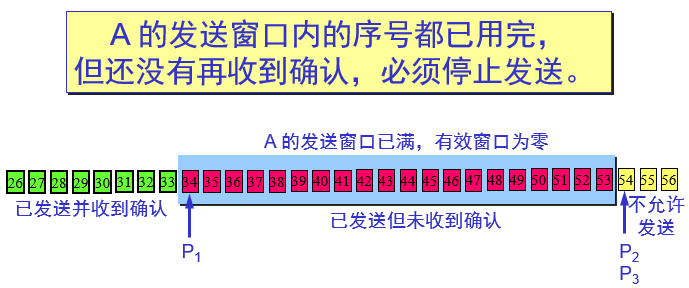 A 的发送窗口内的序号都已用完，
但还没有再收到确认，必须停止发送。
A 的发送窗口已满，有效窗口为零
26 27 28 29 30 31 32 33 34 35 36 37 38 39 40 41 42 43 44 45 46 47 48 49 50 51 52 53 54 55 56
已发送并收到确认
已发送但未收到确认
不允许
发送
P1
P2
P3